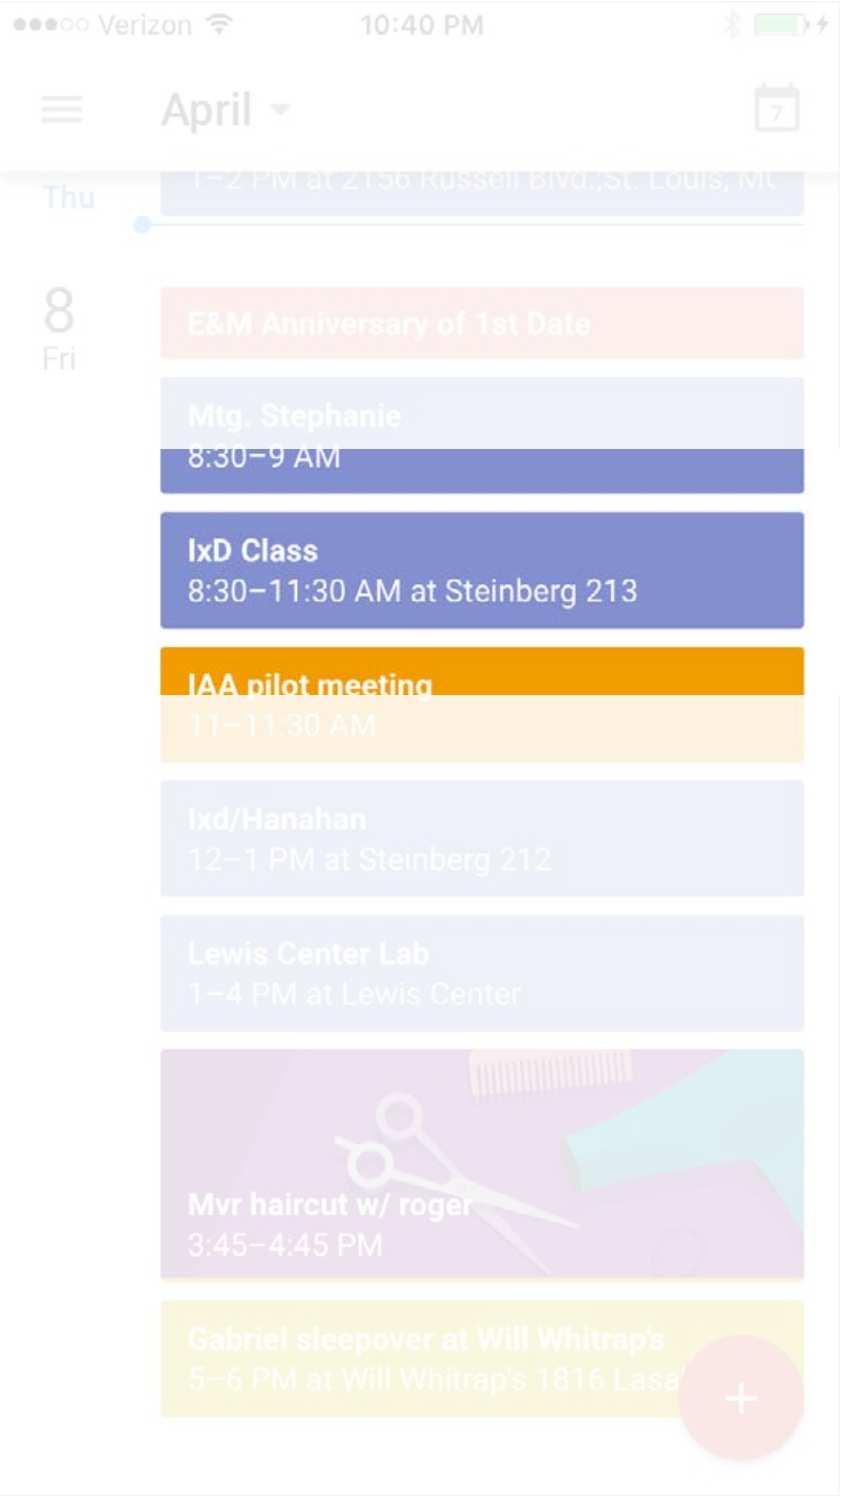 Verizon
10:40 PM
April
7
1–2 PM at 2156 Russell Blvd.,St. Louis,
Thu
8
Fri
E&M Anniversary of 1st Date
Mtg. Stephanie
8:30–9 AM
IxD Class
8:30–11:30 AM at Steinberg 213
IAA pilot meeting
11–11:30 AM
Ixd/Hanahan
12–1 PM at Steinberg 212
Lewis Center Lab
1–4 PM at Lewis Center
Mvr haircut w/ roger
3:45–4:45 PM
Gabriel sleepover at Will Whitrap's
5–6 PM at Will Whitrap's 1816
+